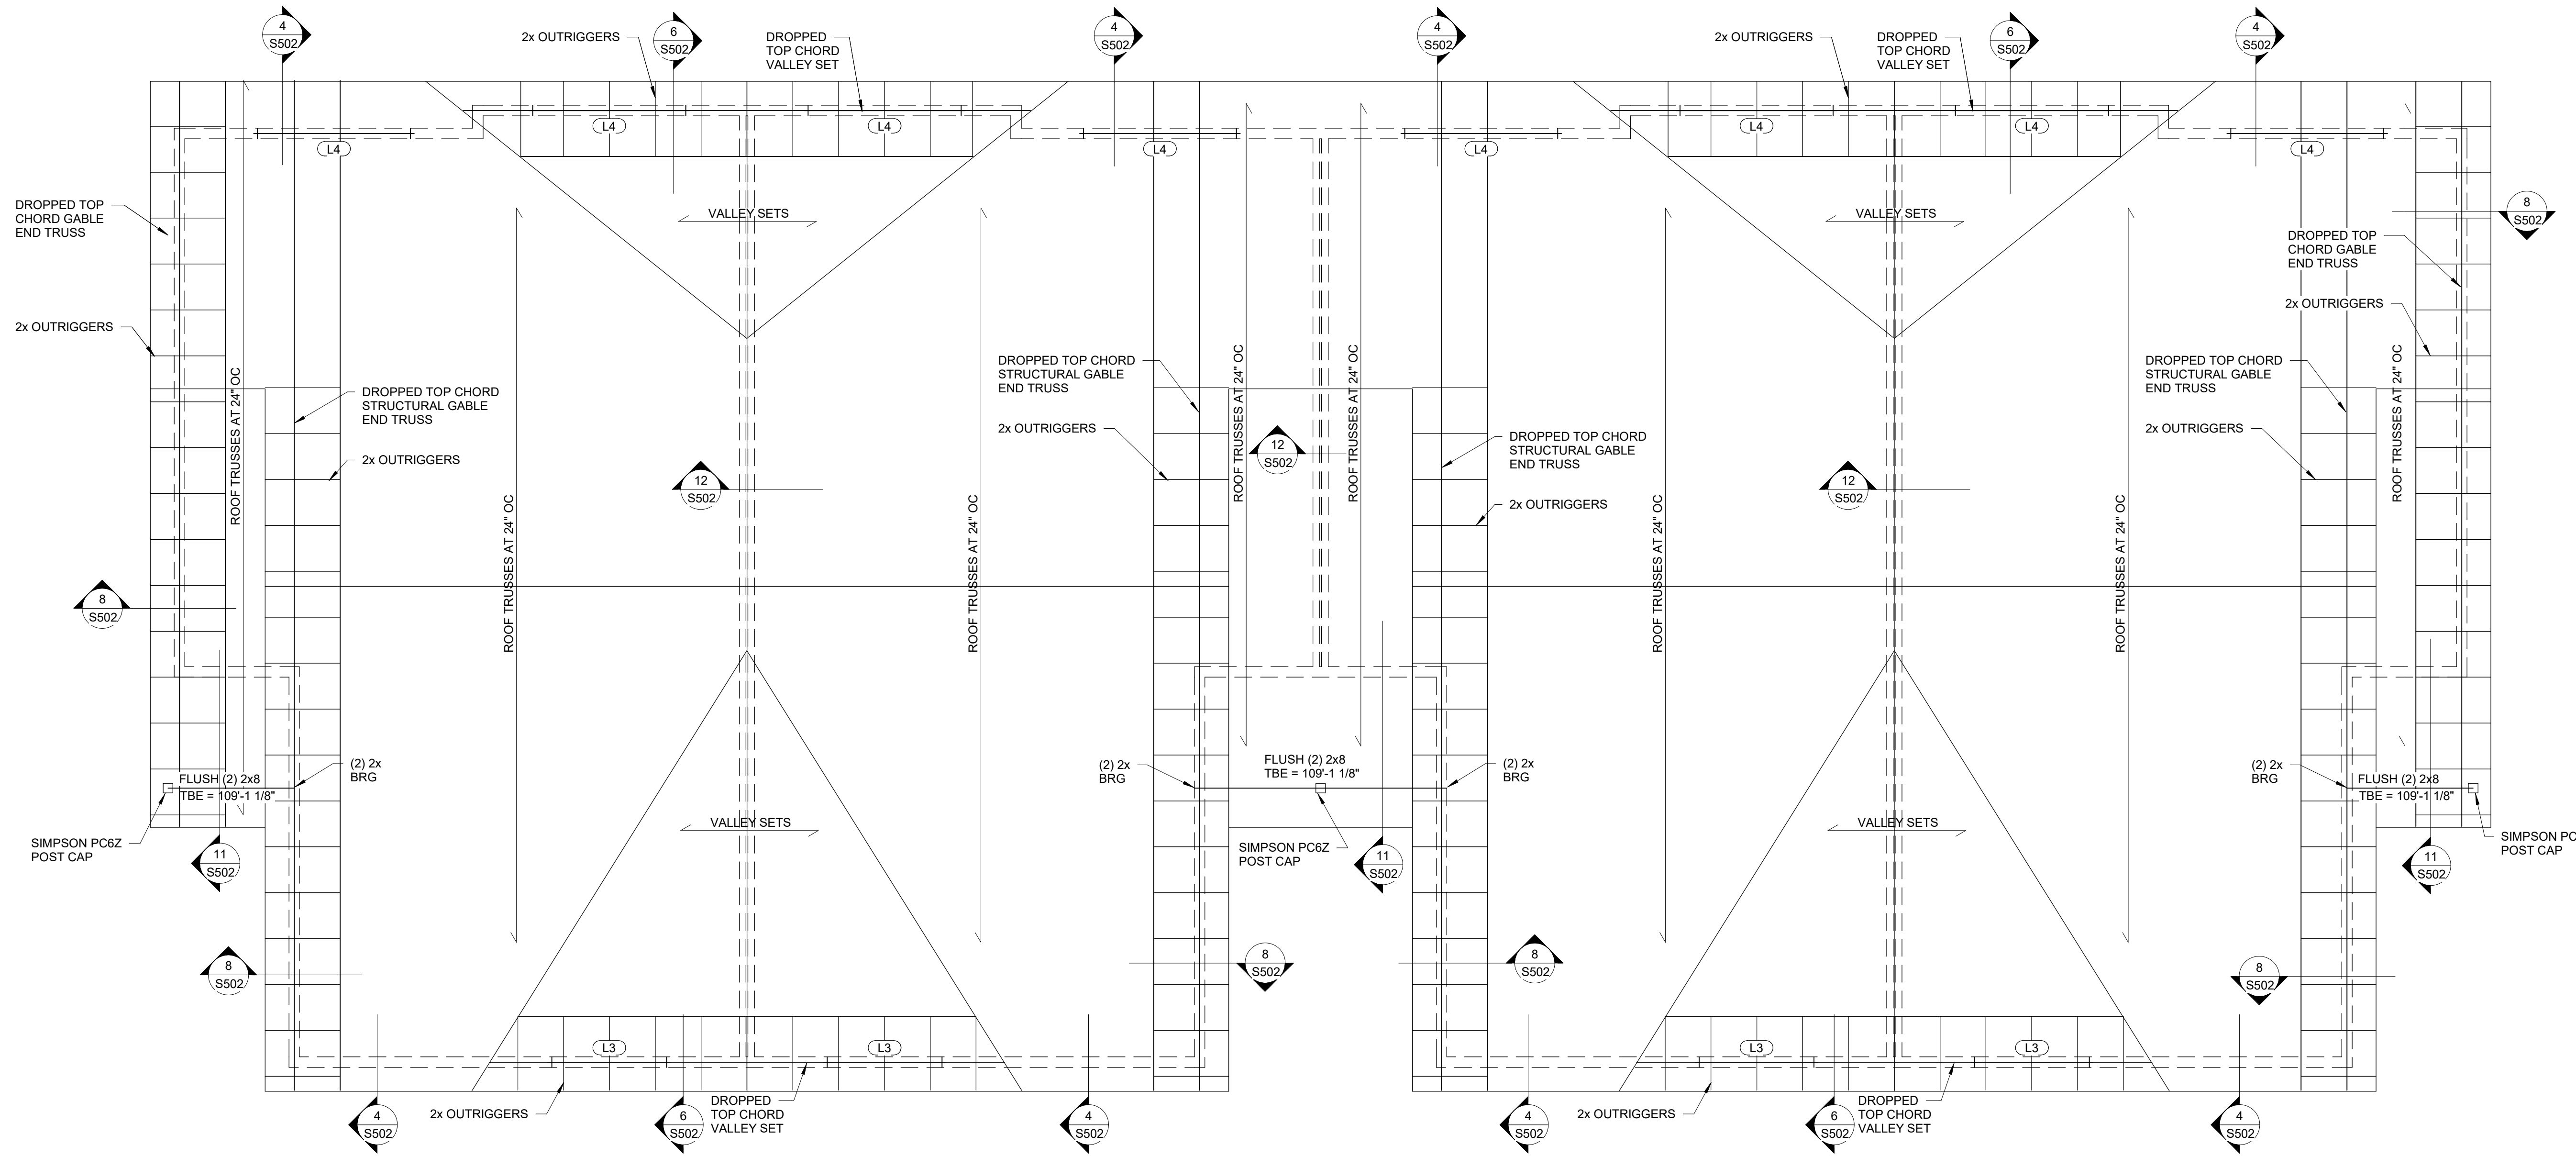 4
S502
2x OUTRIGGERS
6
S502
DROPPED
TOP CHORD
VALLEY SET
4
S502
4
S502
2x OUTRIGGERS
DROPPED
TOP CHORD
VALLEY SET
6
S502
4
S502
L4
L4
L4
L4
L4
L4
L4
L4
DROPPED TOP
CHORD GABLE
END TRUSS
VALLEY SETS
VALLEY SETS
8
S502
DROPPED TOP
CHORD GABLE
END TRUSS
2x OUTRIGGERS
2x OUTRIGGERS
ROOF TRUSSES AT 24" OC
DROPPED TOP CHORD
STRUCTURAL GABLE
END TRUSS
2x OUTRIGGERS
12
S502
ROOF TRUSSES AT 24" OC
ROOF TRUSSES AT 24" OC
DROPPED TOP CHORD
STRUCTURAL GABLE
END TRUSS
2x OUTRIGGERS
ROOF TRUSSES AT 24" OC
12
S502
ROOF TRUSSES AT 24" OC
DROPPED TOP CHORD
STRUCTURAL GABLE
END TRUSS
2x OUTRIGGERS
ROOF TRUSSES AT 24" OC
12
S502
ROOF TRUSSES AT 24" OC
DROPPED TOP CHORD
STRUCTURAL GABLE
END TRUSS
2x OUTRIGGERS
ROOF TRUSSES AT 24" OC
8
S502
FLUSH (2) 2x8
TBE = 109'-1 1/8"
(2) 2x
BRG
(2) 2x
BRG
FLUSH (2) 2x8
TBE = 109'-1 1/8"
(2) 2x
BRG
(2) 2x
BRG
FLUSH (2) 2x8
TBE = 109'-1 1/8"
SIMPSON PC6Z
POST CAP
11
S502
VALLEY SETS
SIMPSON PC6Z
POST CAP
11
S502
VALLEY SETS
11
S502
SIMPSON PC
POST CAP
8
S502
8
S502
8
S502
8
S502
L3
L3
L3
L3
4
S502
2x OUTRIGGERS
6
S502
DROPPED
TOP CHORD
VALLEY SET
4
S502
4
S502
2x OUTRIGGERS
6
S502
DROPPED
TOP CHORD
VALLEY SET
4
S502